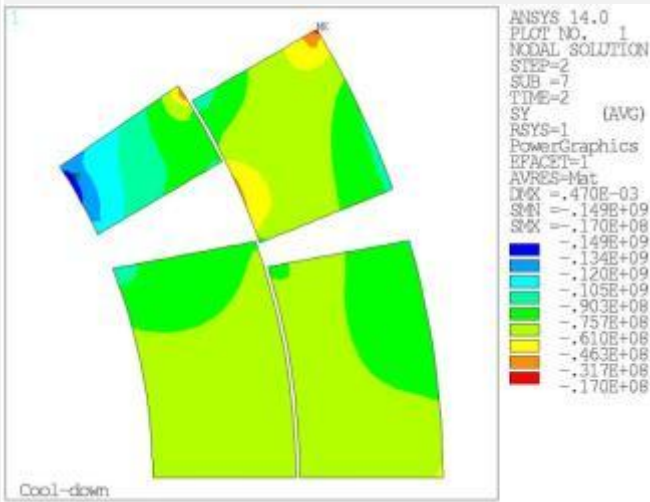 1
MX
ANSYS 14.0
PLOT NO. 1
NODAL SOLUTION
STEP=2
SUB =7
TIME=2
SY (AVG)
RSYS=1
PowerGraphics
EFACET=1
AVRES=Mat
DMX =.470E-03
SMN =-.149E+09
SMX =-.170E+08
-.149E+09
-.134E+09
-.120E+09
-.105E+09
-.903E+08
-.757E+08
-.610E+08
-.463E+08
-.317E+08
-.170E+08
Cool-down